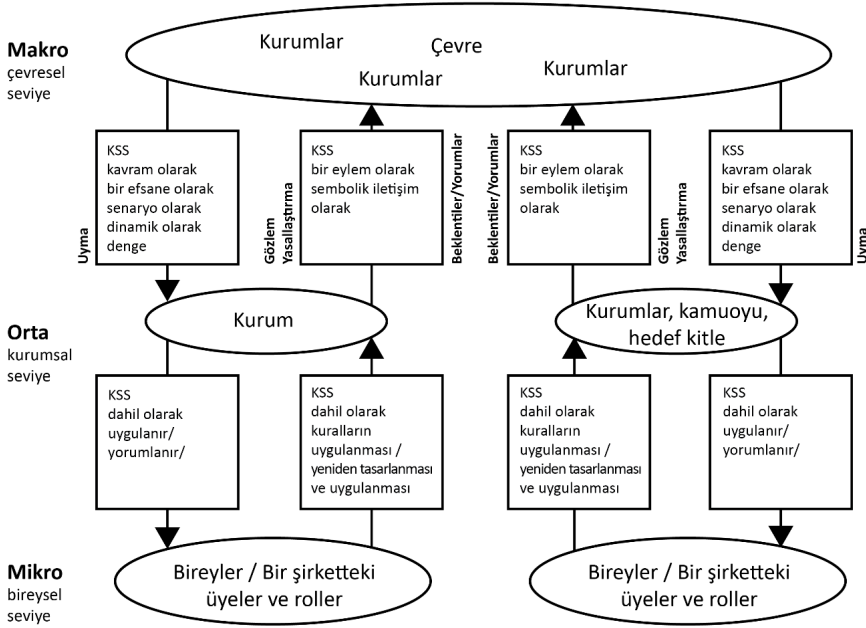 Makro
çevresel
seviye
Kurumlar
Çevre
Kurumlar
Kurumlar
KSS
kavram olarak
bir efsane olarak
senaryo olarak
dinamik olarak
denge
Uyma
KSS
bir eylem olarak
sembolik iletişim
olarak
Gözlem
Yasallaştırma
Beklentiler/Yorumlar
KSS
bir eylem olarak
sembolik iletişim
olarak
Beklentiler/Yorumlar
Gözlem
Yasallaştırma
KSS
kavram olarak
bir efsane olarak
senaryo olarak
dinamik olarak
denge
Uyma
Orta
kurumsal
seviye
Kurum
Kurumlar, kamuoyu,
hedef kitle
KSS
dahil olarak
uygulanır/
yorumlanır/
KSS
dahil olarak
kuralların
uygulanması /
yeniden tasarlanması
ve uygulanması
KSS
dahil olarak
kuralların
uygulanması /
yeniden tasarlanması
ve uygulanması
KSS
dahil olarak
uygulanır/
yorumlanır/
Mikro
bireysel
seviye
Bireyler / Bir şirketteki
üyeler ve roller
Bireyler / Bir şirketteki
üyeler ve roller